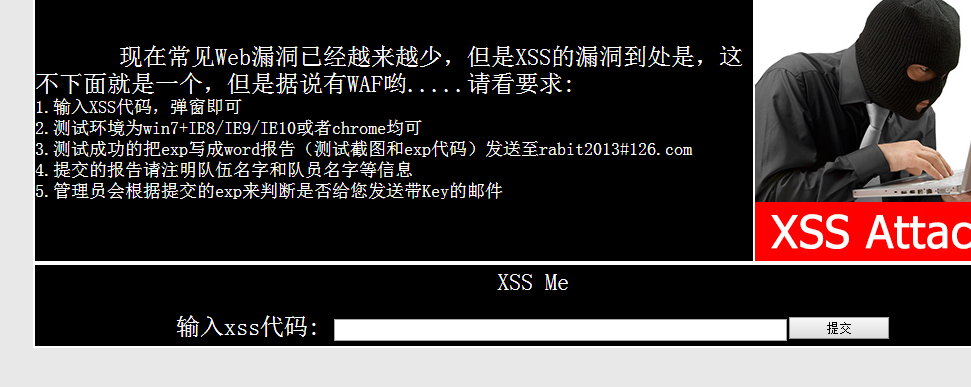 现在常见Web漏洞已经越来越少，但是XSS的漏洞到处是，这
不下面就是一个，但是据说有WAF哟.....请看要求:
1.输入XSS代码，弹窗即可
2.测试环境为win7+IE8/IE9/IE10或者chrome均可
3.测试成功的把exp写成word报告（测试截图和exp代码）发送至rabit2013#126.com
4.提交的报告请注明队伍名字和队员名字等信息
5.管理员会根据提交的exp来判断是否给您发送带Key的邮件
XSS Attac
XSS Me
输入xss代码:
提交